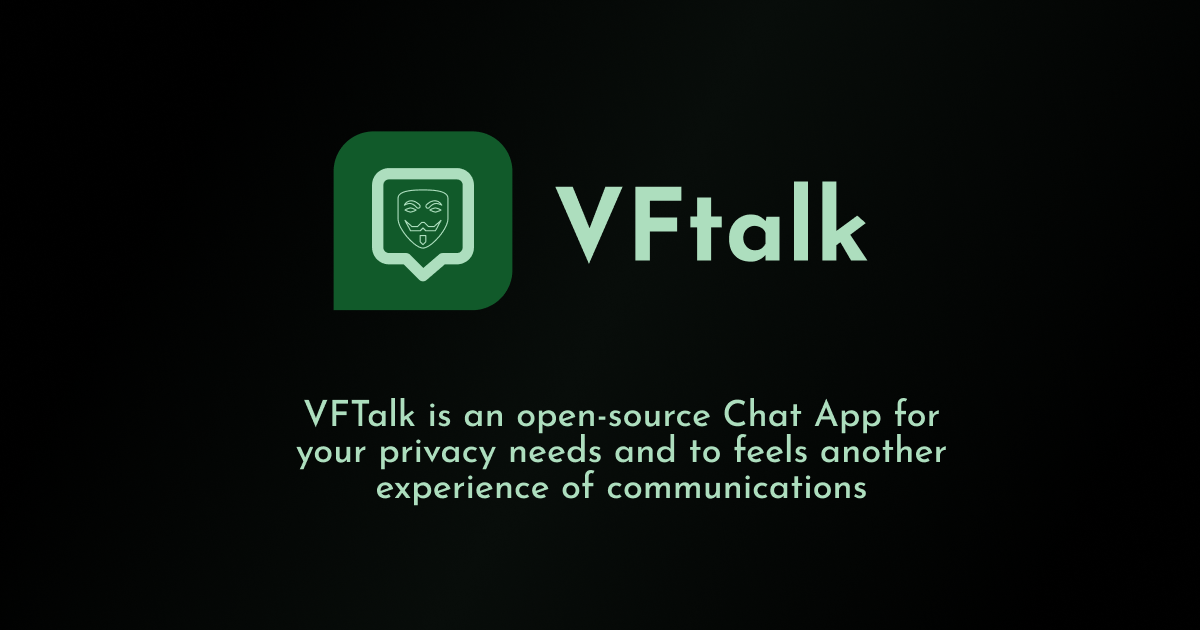 VFtalk
VFTalk is an open-source Chat App for
your privacy needs and to feels another
experience of communications